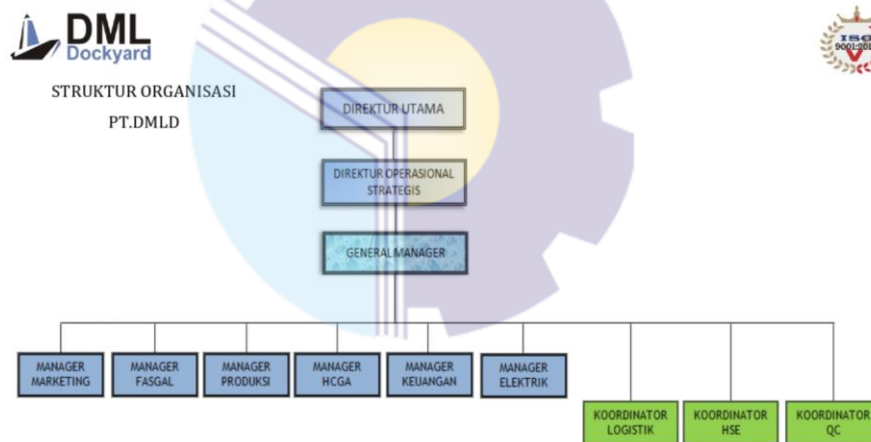 DML
Dockyard
ISO
STRUKTUR ORGANISASI
PT.DMLD
DIREKTUR UTAMA
DIREKTUR OPERASIONAL
STRATEGIS
GENERAL MANAGER
MANAGER
MARKETING
MANAGER
FASGAL
MANAGER
PRODUKSI
MANAGER
HCGA
MANAGER
KEUANGAN
MANAGER
ELEKTRIK
KOORDINATOR
LOGISTIK
KOORDINATOR
HSE
KOORDINATOR
QC